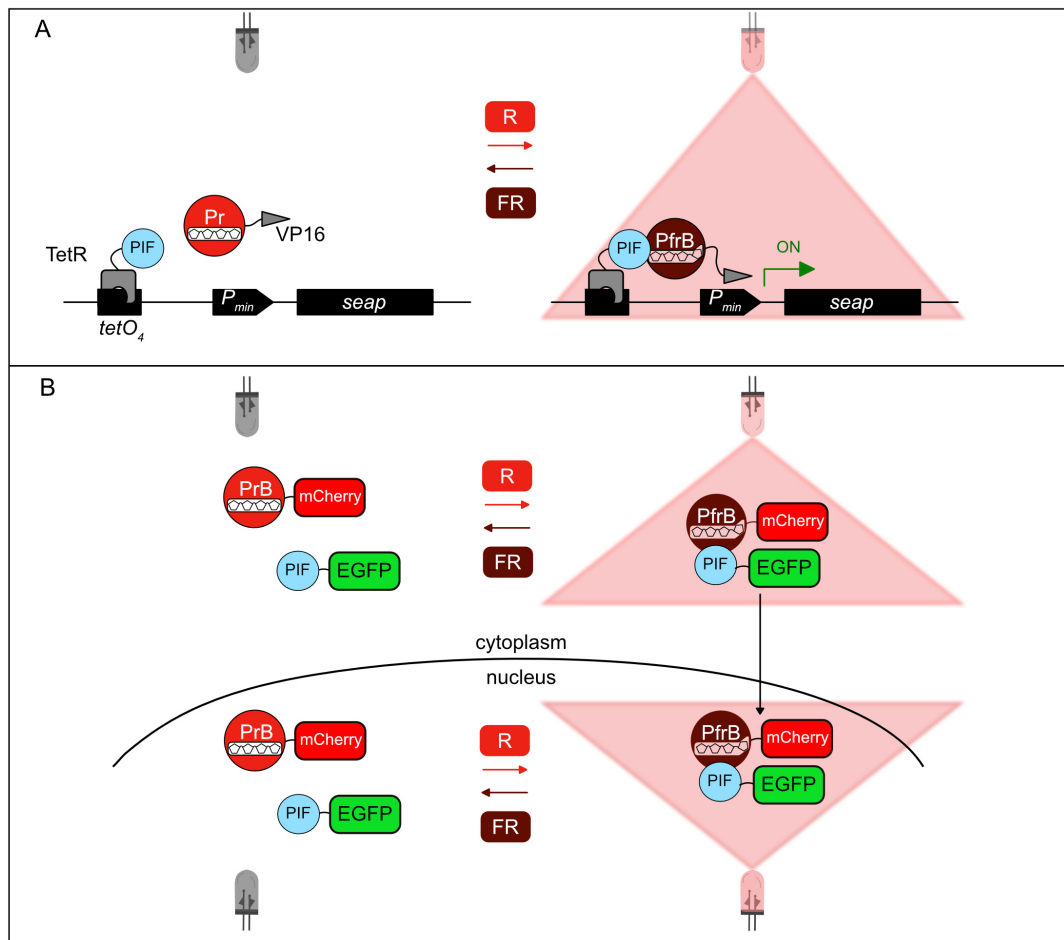 A
R
FR
TetR
PIF
Pr
VP16
tetO4
Pmin
seap
PIF
PfrB
ON
Pmin
seap
B
PrB
mCherry
PIF
EGFP
R
FR
PfrB
mCherry
PIF
EGFP
cytoplasm
nucleus
PrB
mCherry
PIF
EGFP
R
FR
PfrB
mCherry
PIF
EGFP